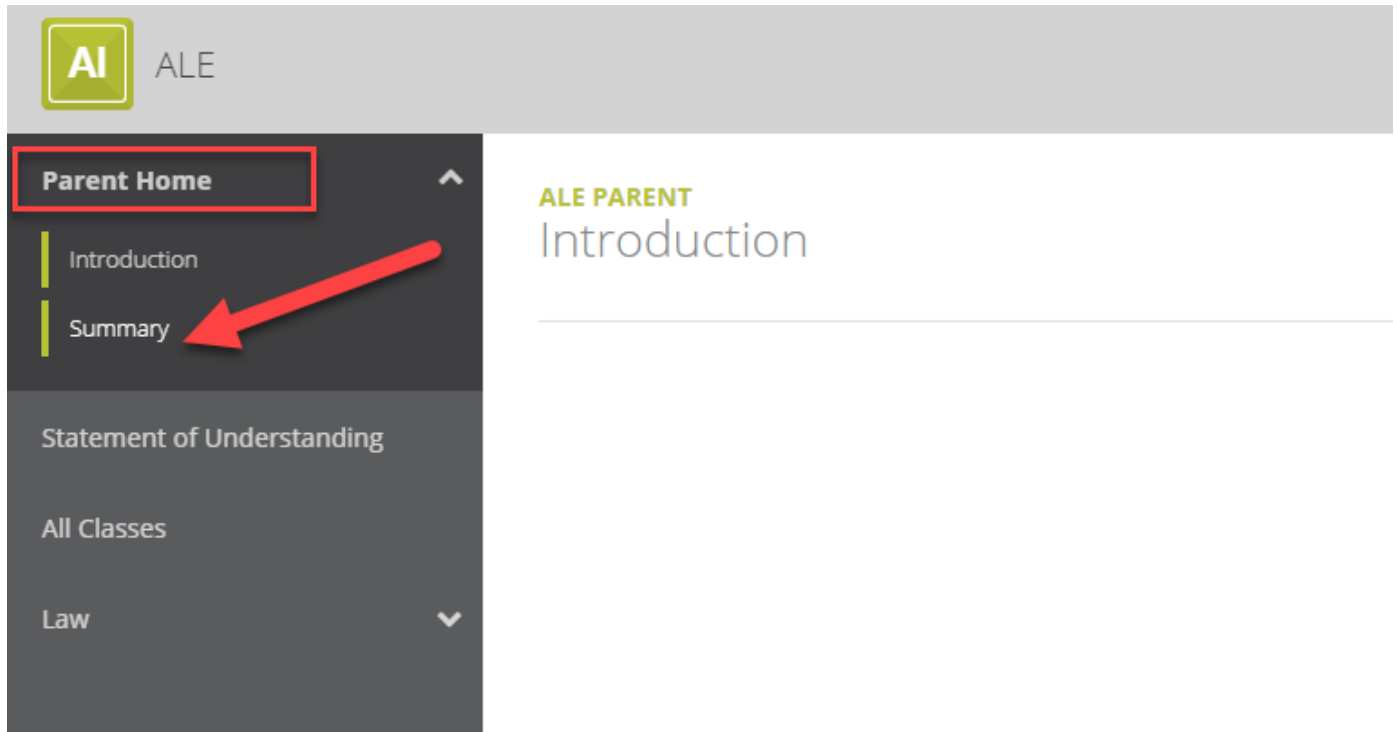 AI ALE
Parent Home
Introduction
Summary
Statement of Understanding
All Classes
Law
ALE PARENT
Introduction